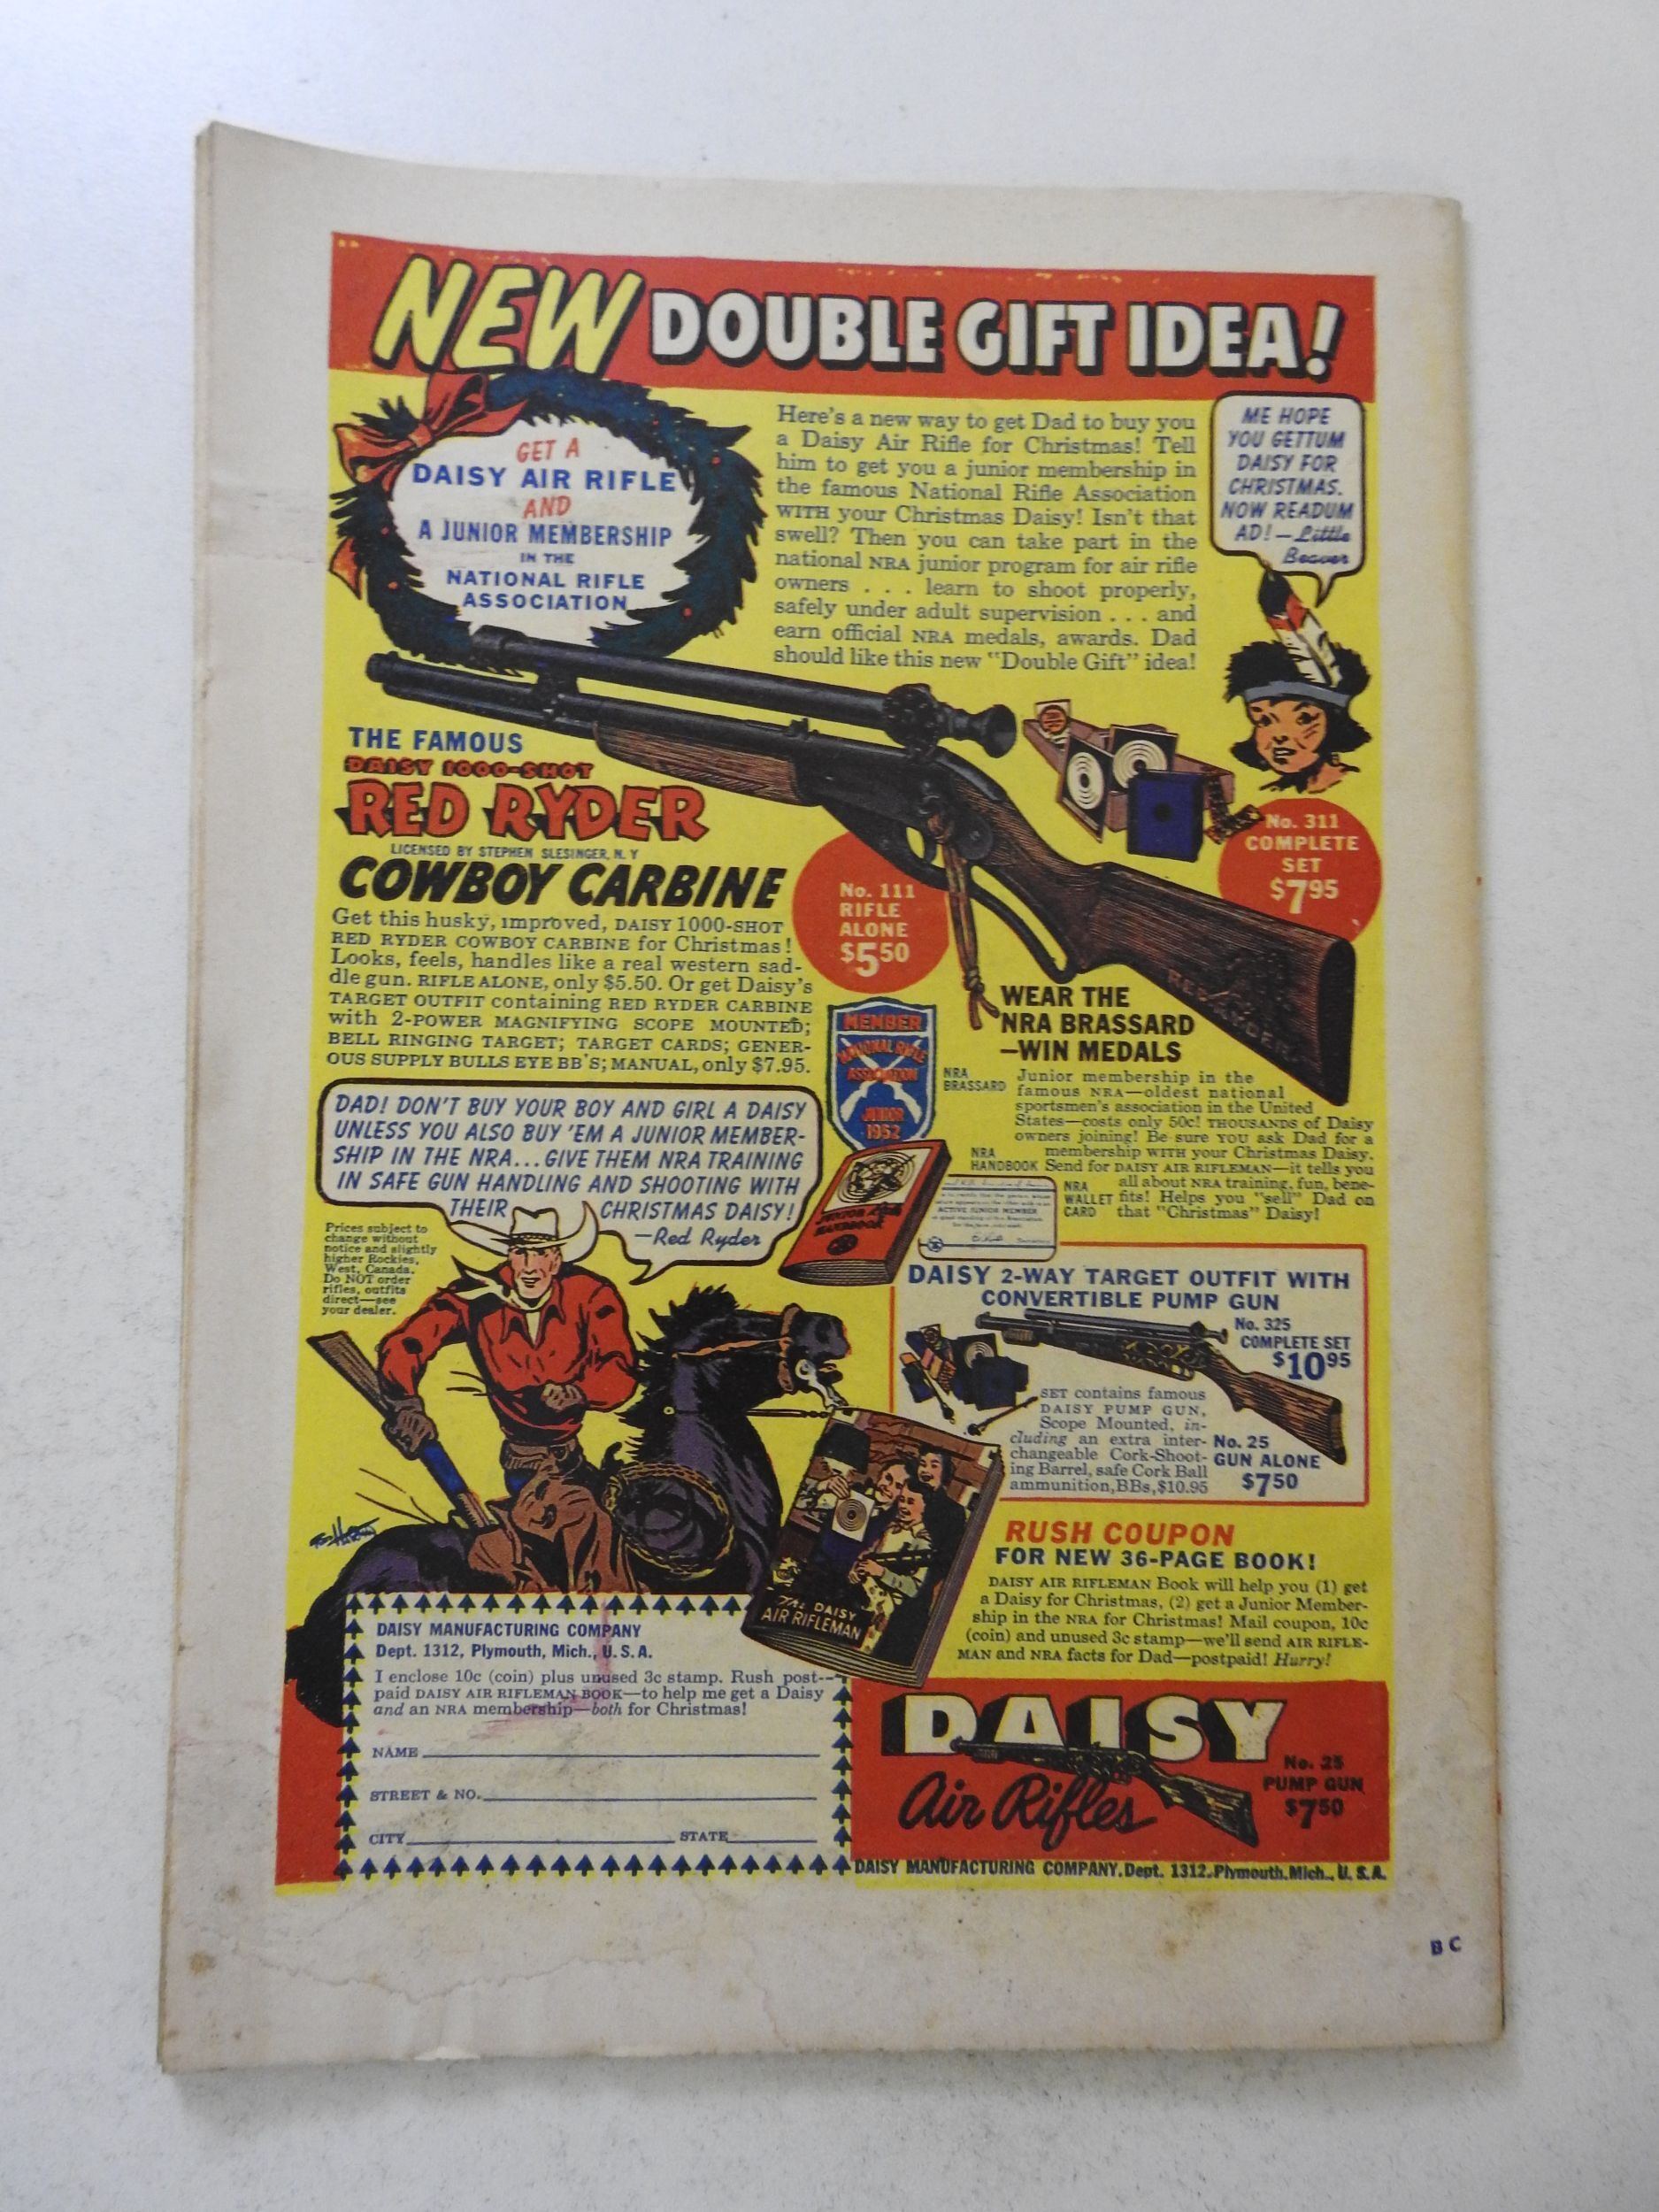 NEW DOUBLE GIFT IDEA!
GET A
DAISY AIR RIFLE
AND
A JUNIOR MEMBERSHIP
IN THE
NATIONAL RIFLE
ASSOCIATION
Here's a new way to get Dad to buy you
a Daisy Air Rifle for Christmas! Tell
him to get you a junior membership in
the famous National Rifle Association
WITH your Christmas Daisy! Isn't that
swell? Then you can take part in the
national NRA junior program for air rifle
owners . . . learn to shoot properly,
safely under adult supervision . . . and
earn official NRA medals, awards. Dad
should like this new "Double Gift" idea!
ME HOPE
YOU GETTUM
DAISY FOR
CHRISTMAS.
NOW READUM
AD! — Little
Beaver
THE FAMOUS
DAISY 1000-SHOT
RED RYDER
LICENSED BY STEPHEN SLESINGER, N. Y
COWBOY CARBINE
Get this husky, improved, DAISY 1000-SHOT
RED RYDER COWBOY CARBINE for Christmas!
Looks, feels, handles like a real western sad-
dle gun. RIFLE ALONE, only $5.50. Or get Daisy's
TARGET OUTFIT containing RED RYDER CARBINE
with 2-POWER MAGNIFYING SCOPE MOUNTED;
BELL RINGING TARGET; TARGET CARDS; GENER-
OUS SUPPLY BULLS EYE BB'S; MANUAL, only $7.95.
No. 111
RIFLE
ALONE
$5.50
No. 311
COMPLETE
SET
$7.95
RED RYDER
WEAR THE
NRA BRASSARD
—WIN MEDALS
MEMBER
NATIONAL RIFLE
ASSOCIATION
JUNIOR
1952
NRA
BRASSARD
Junior membership in the
famous NRA—oldest national
sportsmen's association in the United
States—costs only 50c! THOUSANDS of Daisy
owners joining! Be sure YOU ask Dad for a
membership WITH your Christmas Daisy.
Send for DAISY AIR RIFLEMAN—it tells you
all about NRA training, fun, bene-
fits! Helps you "sell" Dad on
that "Christmas" Daisy!
NRA
HANDBOOK
NRA
WALLET
CARD
JUNIOR Rifle
HANDBOOK
ACTIVE JUNIOR MEMBER
DAD! DON'T BUY YOUR BOY AND GIRL A DAISY
UNLESS YOU ALSO BUY 'EM A JUNIOR MEMBER-
SHIP IN THE NRA...GIVE THEM NRA TRAINING
IN SAFE GUN HANDLING AND SHOOTING WITH
THEIR CHRISTMAS DAISY!
—Red Ryder
Prices subject to
change without
notice and slightly
higher Rockies,
West, Canada.
Do NOT order
rifles, outfits
direct—see
your dealer.
DAISY 2-WAY TARGET OUTFIT WITH
CONVERTIBLE PUMP GUN
No. 325
COMPLETE SET
$10.95
SET contains famous
DAISY PUMP GUN,
Scope Mounted, in-
cluding an extra inter-
changeable Cork-Shoot-
ing Barrel, safe Cork Ball
ammunition, BBs, $10.95
No. 25
GUN ALONE
$7.50
The DAISY
AIR RIFLEMAN
RUSH COUPON
FOR NEW 36-PAGE BOOK!
DAISY AIR RIFLEMAN Book will help you (1) get
a Daisy for Christmas, (2) get a Junior Member-
ship in the NRA for Christmas! Mail coupon, 10c
(coin) and unused 3c stamp—we'll send AIR RIFLE-
MAN and NRA facts for Dad—postpaid! Hurry!
DAISY MANUFACTURING COMPANY
Dept. 1312, Plymouth, Mich., U. S. A.
I enclose 10c (coin) plus unused 3c stamp. Rush post-
paid DAISY AIR RIFLEMAN BOOK—to help me get a Daisy
and an NRA membership—both for Christmas!
NAME
STREET & NO.
CITY STATE
DAISY
Air Rifles
No. 25
PUMP GUN
$7.50
DAISY MANUFACTURING COMPANY, Dept. 1312, Plymouth, Mich., U. S. A.
B C